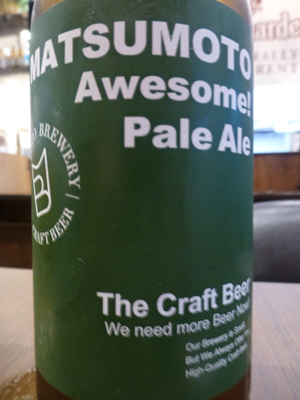 MATSUMOTO
Awesome!
Pale Ale
BREWERY
CRAFT BEER
B
The Craft Beer
We need more Beer Now!
Our Brewery is Small
But We Always Offer
High-Quality Craft Beer